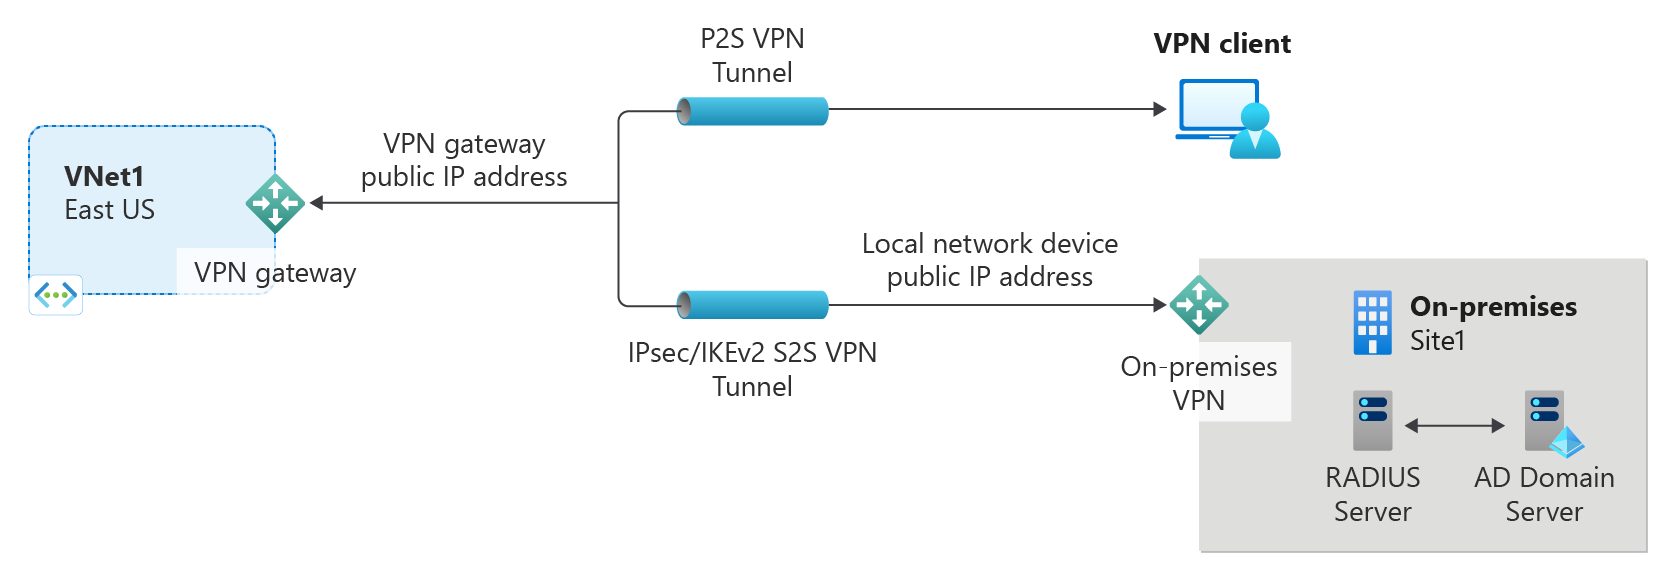 P2S VPN
Tunnel
VPN client
VPN gateway
public IP address
VNet1
East US
VPN gateway
Local network device
public IP address
IPsec/IKEv2 S2S VPN
Tunnel
On-premises
VPN
On-premises
Site1
RADIUS
Server
AD Domain
Server